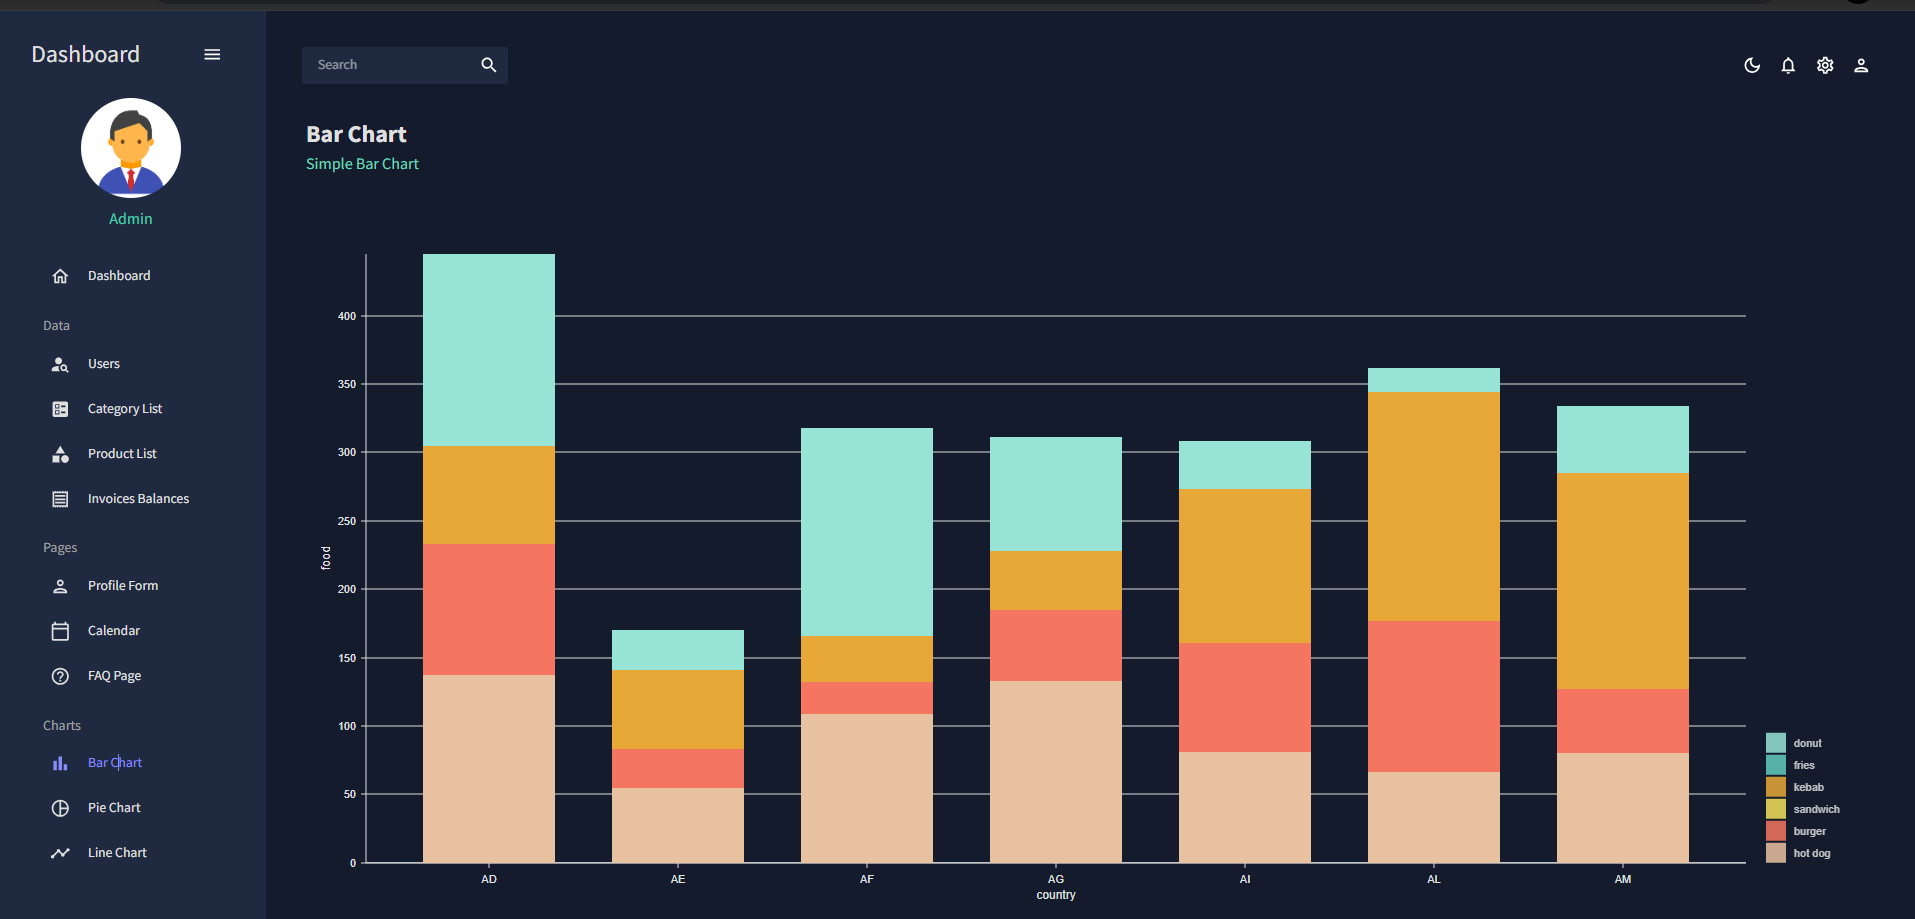 Dashboard
Admin
Dashboard
Data
Users
Category List
Product List
Invoices Balances
Pages
Profile Form
Calendar
FAQ Page
Charts
Bar Chart
Pie Chart
Line Chart
Search
Bar Chart
Simple Bar Chart
400
350
300
250
200
150
100
50
0
food
AD AE AF AG AI AL AM
country
donut
fries
kebab
sandwich
burger
hot dog